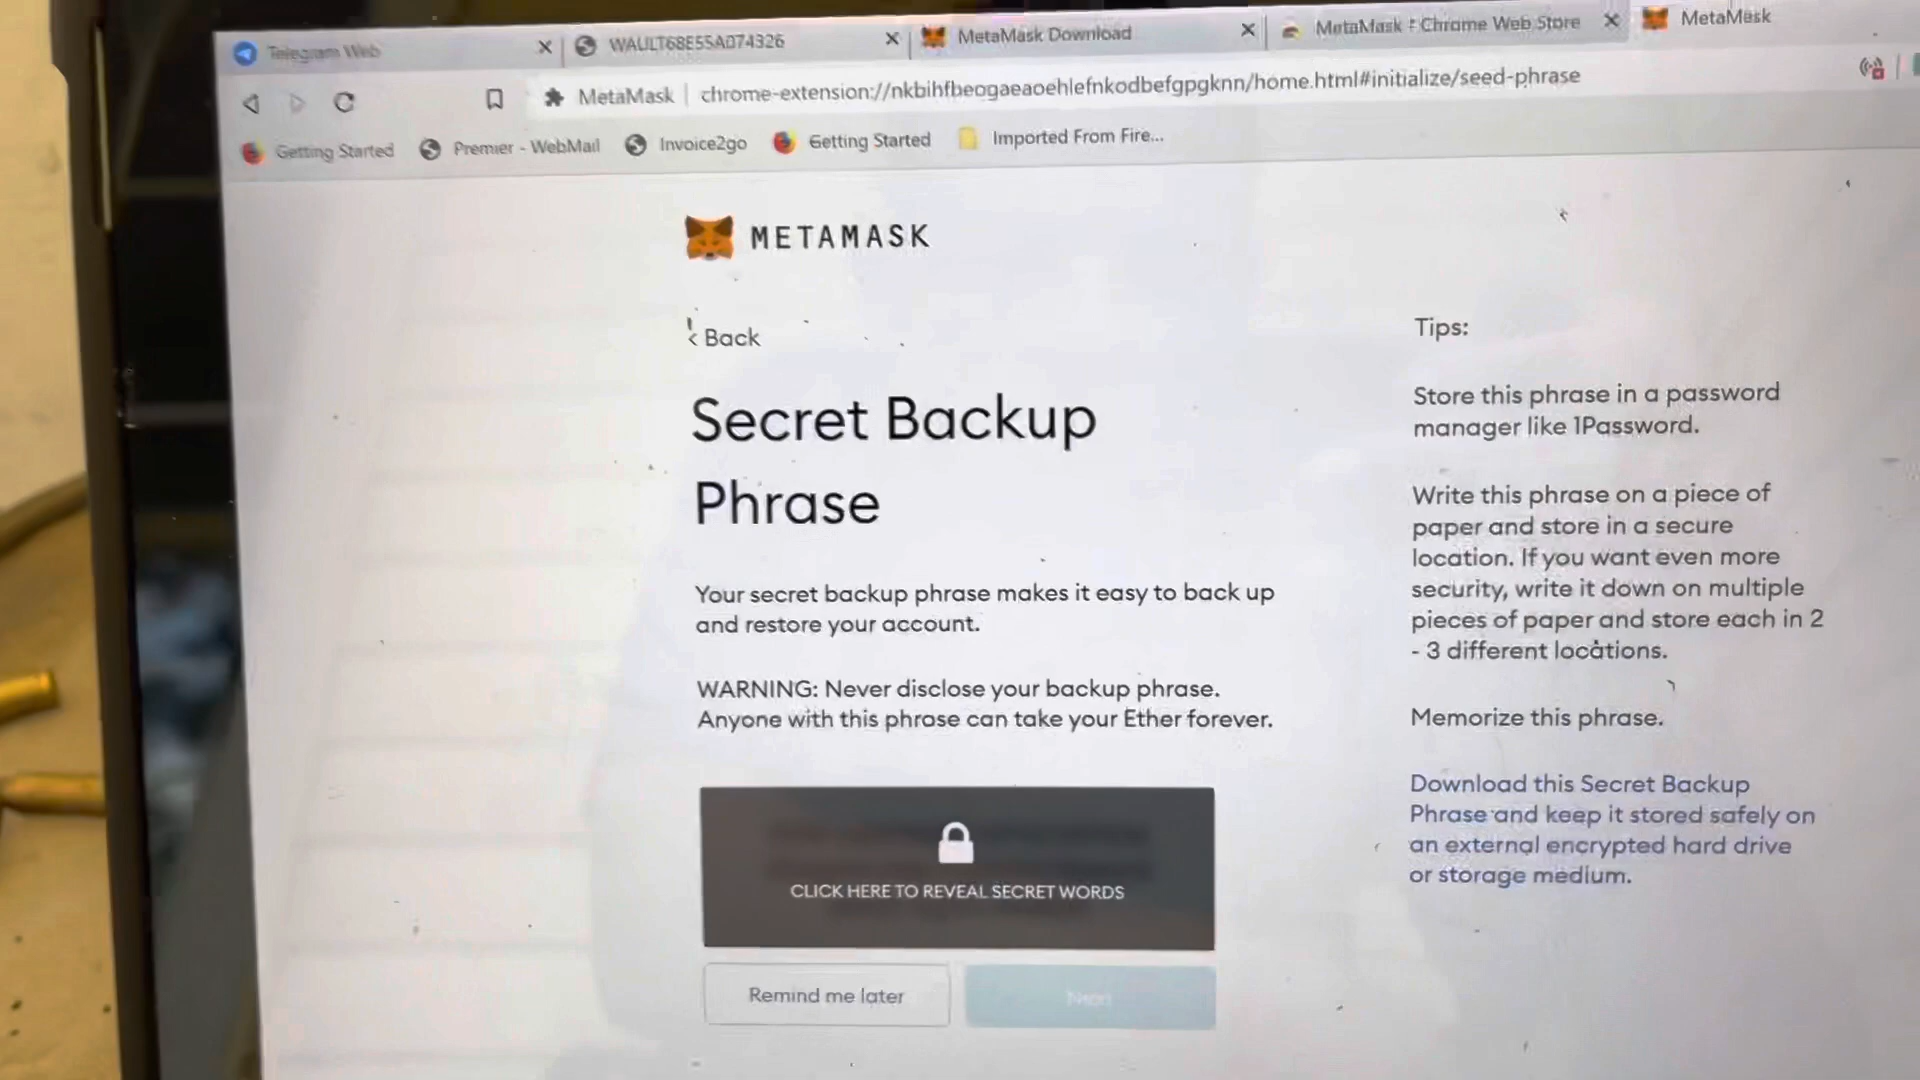 Telegram Web
WAULT68E55A074326
MetaMask Download
MetaMask - Chrome Web Store
MetaMask
MetaMask | chrome-extension://nkbihfbeogaeaoehlefnkodbefgpgknn/home.html#initialize/seed-phrase
Getting Started
Premier - WebMail
Invoice2go
Getting Started
Imported From Fire...
METAMASK
< Back
Secret Backup
Phrase
Your secret backup phrase makes it easy to back up
and restore your account.
WARNING: Never disclose your backup phrase.
Anyone with this phrase can take your Ether forever.
CLICK HERE TO REVEAL SECRET WORDS
Remind me later
Next
Tips:
Store this phrase in a password
manager like 1Password.
Write this phrase on a piece of
paper and store in a secure
location. If you want even more
security, write it down on multiple
pieces of paper and store each in 2
- 3 different locations.
Memorize this phrase.
Download this Secret Backup
Phrase and keep it stored safely on
an external encrypted hard drive
or storage medium.